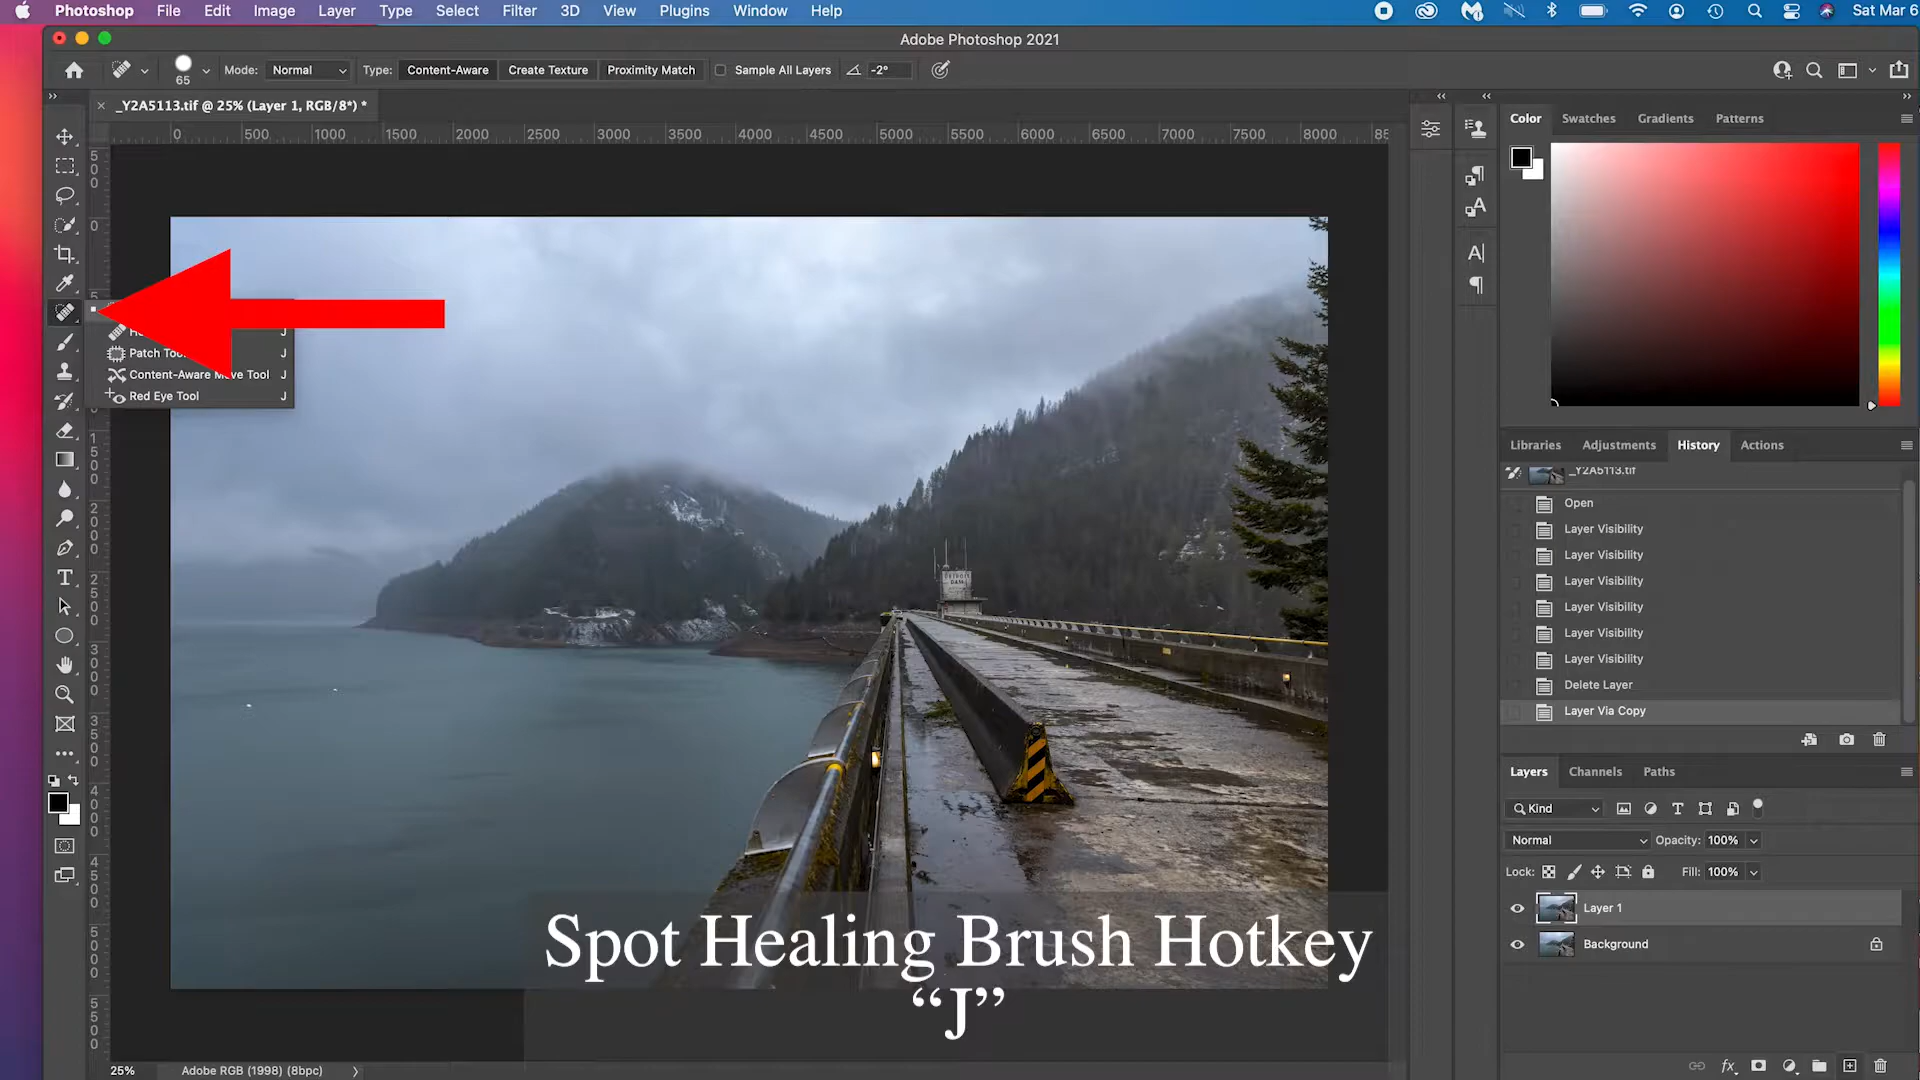 Photoshop File Edit Image Layer Type Select Filter 3D View Plugins Window Help Sat Mar 6
Adobe Photoshop 2021
65 Mode: Normal Type: Content-Aware Create Texture Proximity Match Sample All Layers -2°
_Y2A5113.tif @ 25% (Layer 1, RGB/8*) *
0 500 1000 1500 2000 2500 3000 3500 4000 4500 5000 5500 6000 6500 7000 7500 8000
J
Patch J
Content-Aware Move Tool J
Red Eye Tool J
DETROIT
DAM
Spot Healing Brush Hotkey
“J”
25% Adobe RGB (1998) (8bpc)
Color Swatches Gradients Patterns
Libraries Adjustments History Actions
_Y2A5113.tif
Open
Layer Visibility
Layer Visibility
Layer Visibility
Layer Visibility
Layer Visibility
Layer Visibility
Delete Layer
Layer Via Copy
Layers Channels Paths
Kind
Normal Opacity: 100%
Lock: Fill: 100%
Layer 1
Background